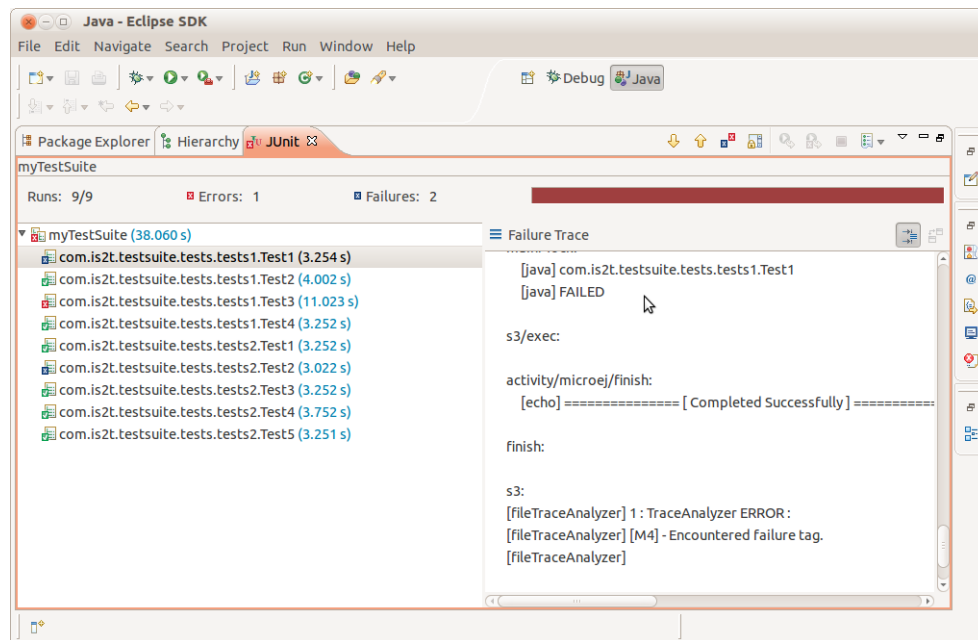 Java - Eclipse SDK
File Edit Navigate Search Project Run Window Help
Debug Java
Package Explorer Hierarchy JUnit
myTestSuite
Runs: 9/9 Errors: 1 Failures: 2
myTestSuite (38.060 s)
com.is2t.testsuite.tests.tests1.Test1 (3.254 s)
com.is2t.testsuite.tests.tests1.Test2 (4.002 s)
com.is2t.testsuite.tests.tests1.Test3 (11.023 s)
com.is2t.testsuite.tests.tests1.Test4 (3.252 s)
com.is2t.testsuite.tests.tests2.Test1 (3.252 s)
com.is2t.testsuite.tests.tests2.Test2 (3.022 s)
com.is2t.testsuite.tests.tests2.Test3 (3.252 s)
com.is2t.testsuite.tests.tests2.Test4 (3.752 s)
com.is2t.testsuite.tests.tests2.Test5 (3.251 s)
Failure Trace
[java] com.is2t.testsuite.tests.tests1.Test1
[java] FAILED
s3/exec:
activity/microej/finish:
[echo] =============== [ Completed Successfully ] ===========
finish:
s3:
[fileTraceAnalyzer] 1 : TraceAnalyzer ERROR :
[fileTraceAnalyzer] [M4] - Encountered failure tag.
[fileTraceAnalyzer]